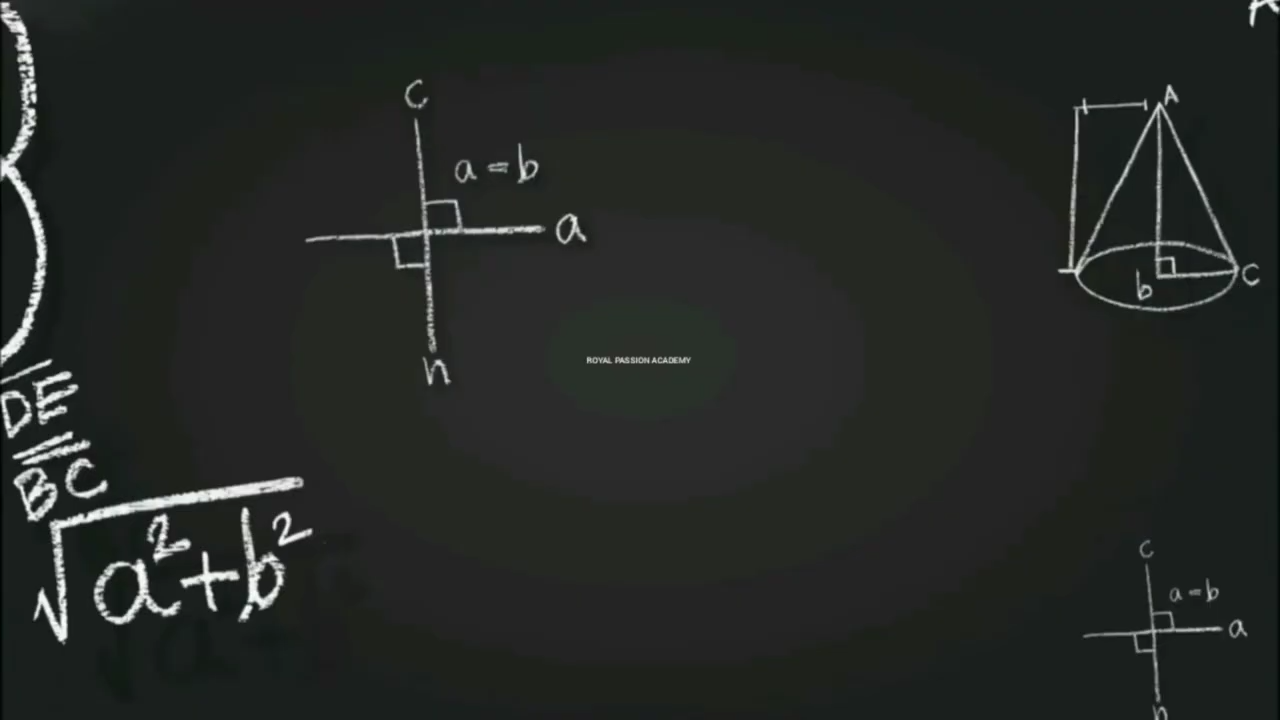 c
a = b
a
n
A
b
C
ROYAL PASSION ACADEMY
DE
BC
√a²+b²
c
a = b
a
n